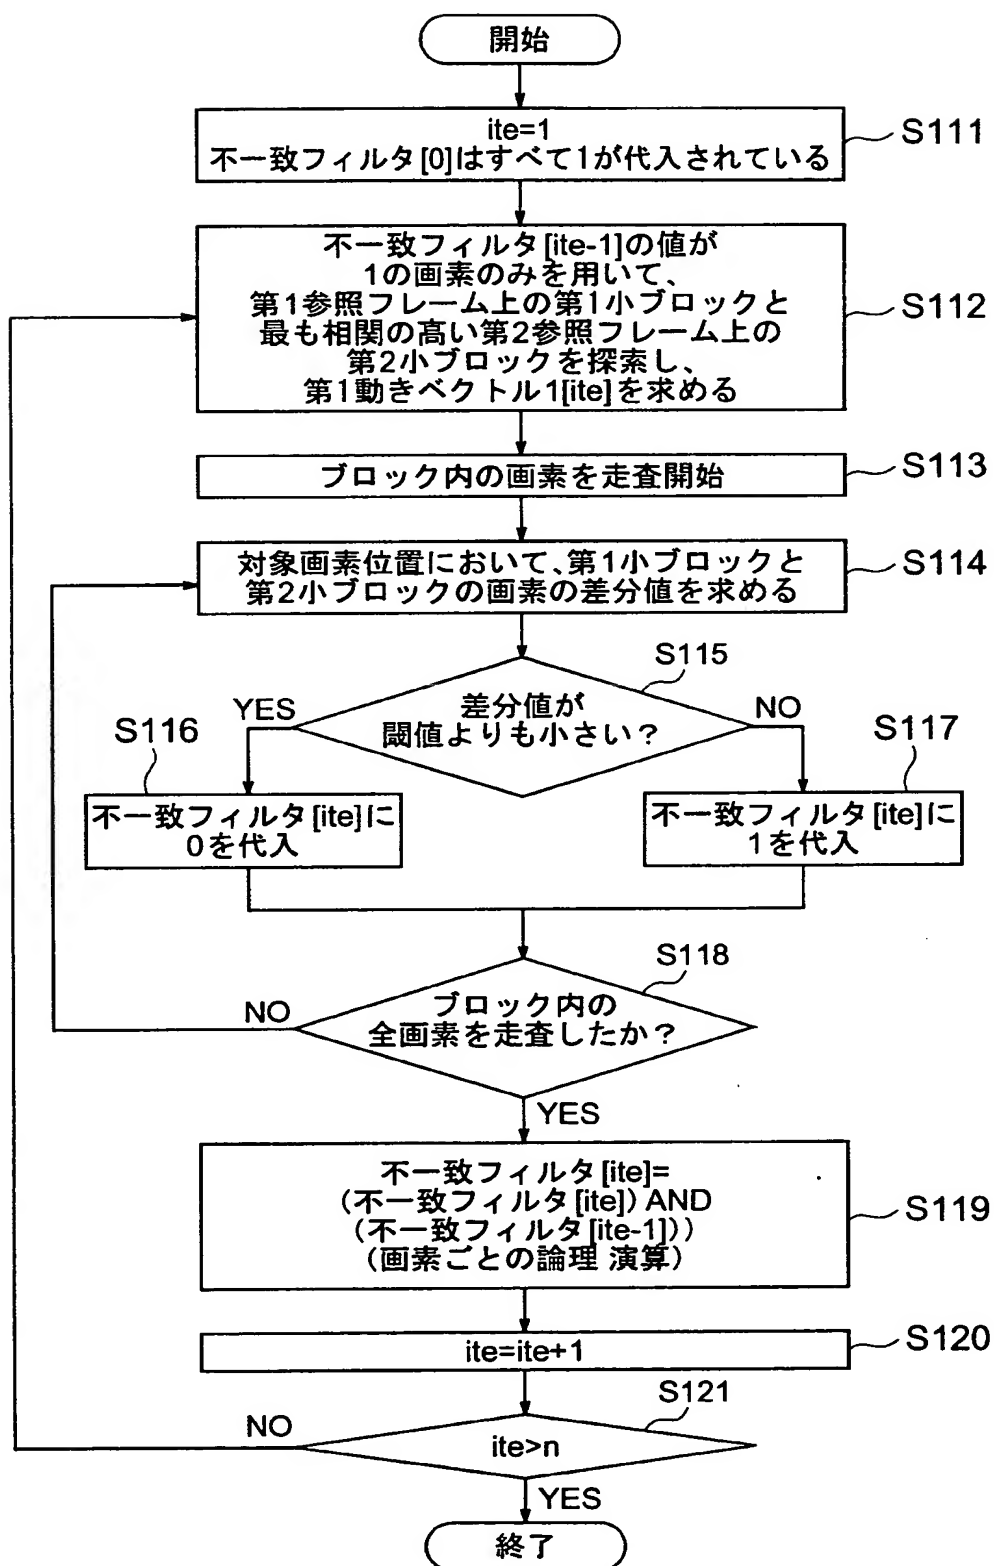 開始
ite=1
不一致フィルタ[0]はすべて1が代入されている
S111
不一致フィルタ[ite-1]の値が
1の画素のみを用いて、
第1参照フレーム上の第1小ブロックと
最も相関の高い第2参照フレーム上の
第2小ブロックを探索し、
第1動きベクトル1[ite]を求める
S112
ブロック内の画素を走査開始
S113
対象画素位置において、第1小ブロックと
第2小ブロックの画素の差分値を求める
S114
S115
差分値が
閾値よりも小さい？
YES
NO
S116
不一致フィルタ[ite]に
0を代入
S117
不一致フィルタ[ite]に
1を代入
S118
ブロック内の
全画素を走査したか？
NO
YES
不一致フィルタ[ite]=
(不一致フィルタ[ite]) AND
(不一致フィルタ[ite-1]))
(画素ごとの論理 演算)
S119
ite=ite+1
S120
S121
ite>n
NO
YES
終了